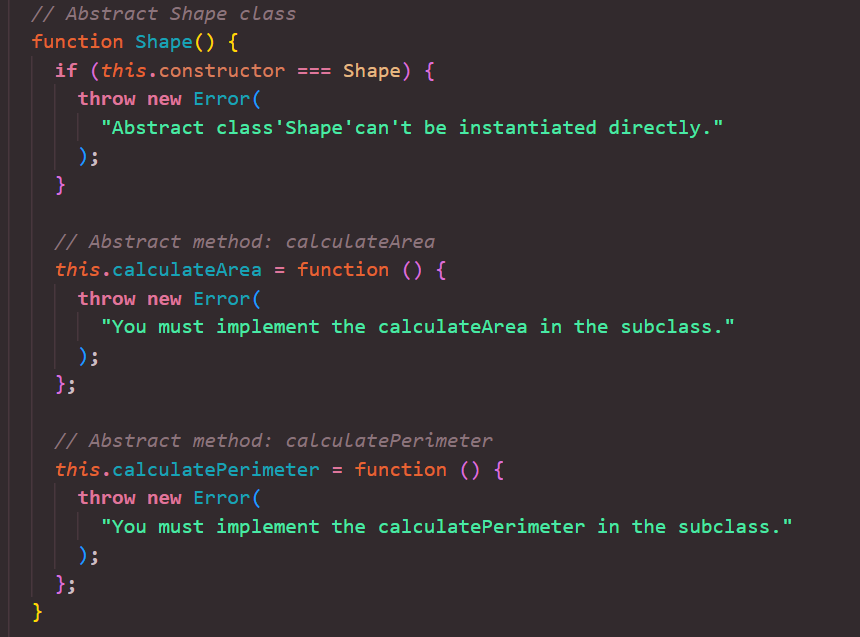 // Abstract Shape class
function Shape() {
if (this.constructor === Shape) {
throw new Error(
"Abstract class'Shape'can't be instantiated directly."
);
}
// Abstract method: calculateArea
this.calculateArea = function () {
throw new Error(
"You must implement the calculateArea in the subclass."
);
};
// Abstract method: calculatePerimeter
this.calculatePerimeter = function () {
throw new Error(
"You must implement the calculatePerimeter in the subclass."
);
};
}